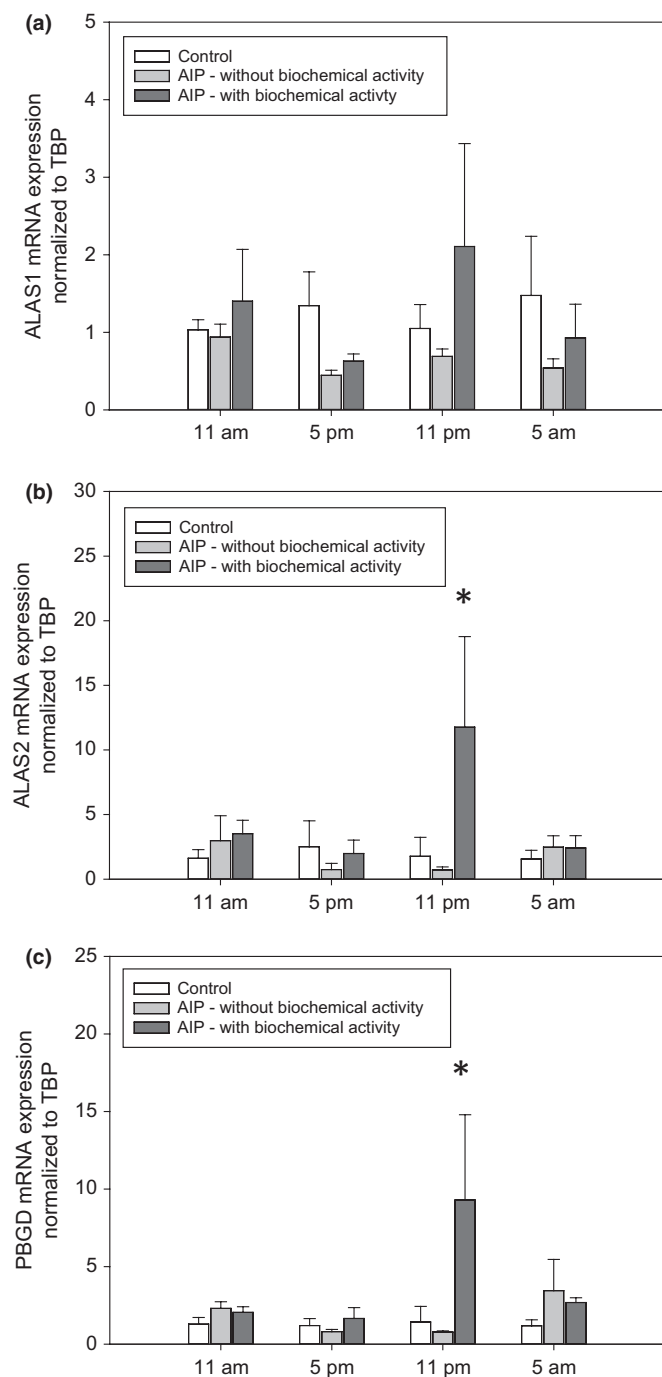 (a)
ALAS1 mRNA expression
normalized to TBP
5
4
3
2
1
0
Control
AIP - without biochemical activity
AIP - with biochemical activty
11 am 5 pm 11 pm 5 am
(b)
ALAS2 mRNA expression
normalized to TBP
30
25
20
15
10
5
0
Control
AIP - without biochemical activity
AIP - with biochemical activity
*
11 am 5 pm 11 pm 5 am
(c)
PBGD mRNA expression
normalized to TBP
25
20
15
10
5
0
Control
AIP - without biochemical activity
AIP - with biochemical activity
*
11 am 5 pm 11 pm 5 am